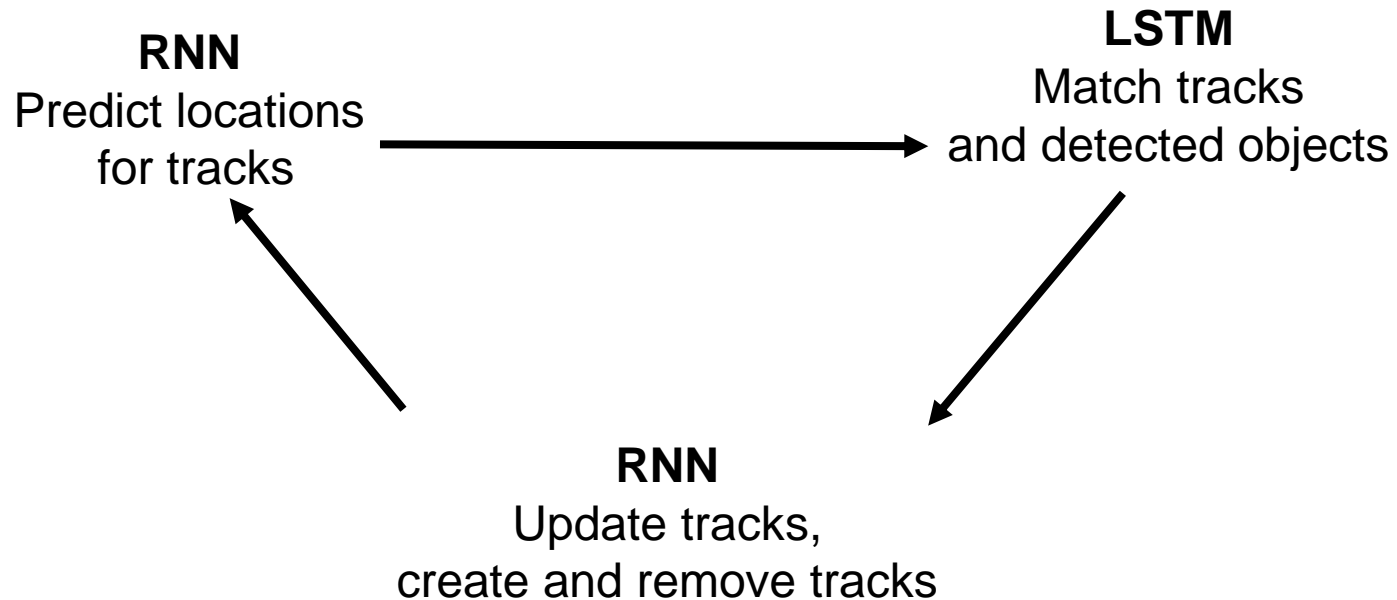 RNN
Predict locations
for tracks
LSTM
Match tracks
and detected objects
RNN
Update tracks,
create and remove tracks